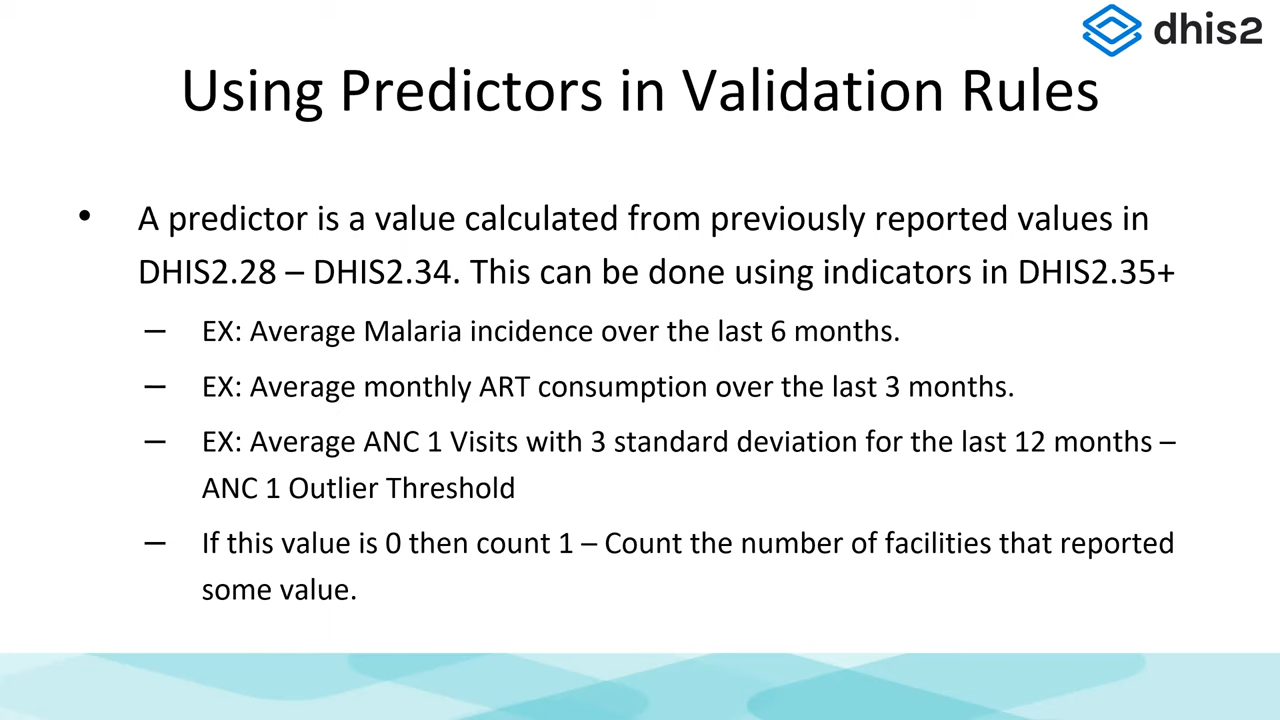 dhis2
Using Predictors in Validation Rules
• A predictor is a value calculated from previously reported values in
DHIS2.28 – DHIS2.34. This can be done using indicators in DHIS2.35+
– EX: Average Malaria incidence over the last 6 months.
– EX: Average monthly ART consumption over the last 3 months.
– EX: Average ANC 1 Visits with 3 standard deviation for the last 12 months –
ANC 1 Outlier Threshold
– If this value is 0 then count 1 – Count the number of facilities that reported
some value.